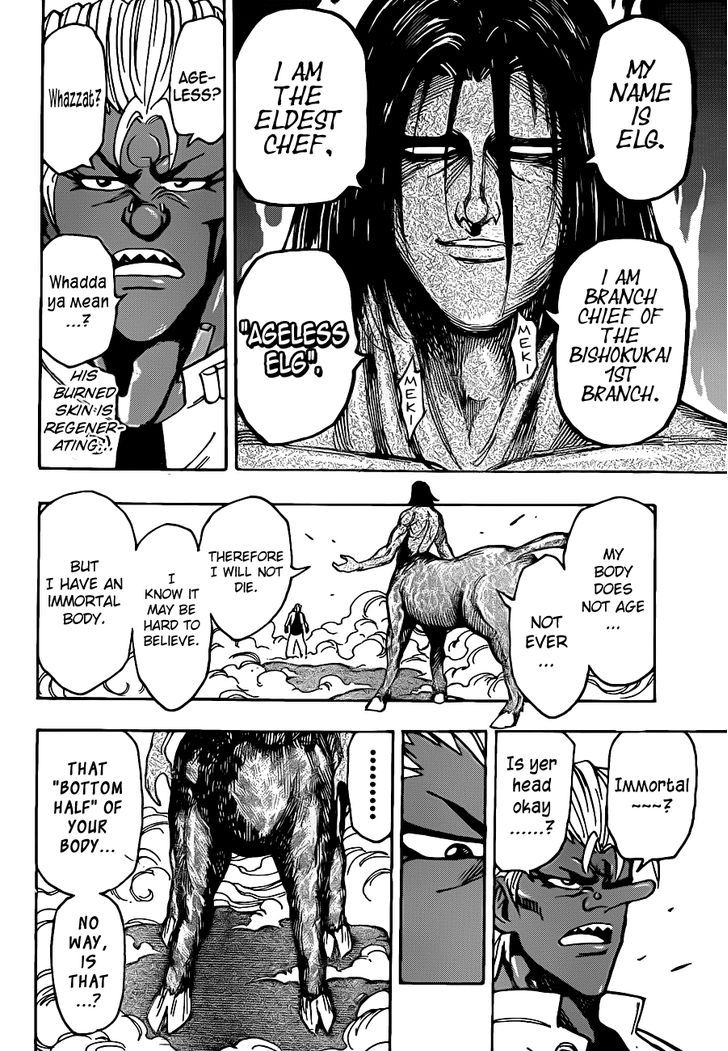 MY
NAME
IS
ELG.
I AM
THE
ELDEST
CHEF.
I AM
BRANCH
CHIEF OF
THE
BISHOKUKAI
1ST
BRANCH.
"AGELESS
ELG".
MEKI
MEKI
AGE-
LESS?
Whazzat?
Whadda
ya mean
...?
HIS
BURNED
SKIN IS
REGENER-
ATING...
MY
BODY
DOES
NOT AGE
...
NOT
EVER
...
THEREFORE
I WILL NOT
DIE.
I
KNOW IT
MAY BE
HARD TO
BELIEVE.
BUT
I HAVE AN
IMMORTAL
BODY.
Immortal
~~~?
Is yer
head
okay
......?
THAT
"BOTTOM
HALF" OF
YOUR
BODY...
NO
WAY,
IS
THAT
...?